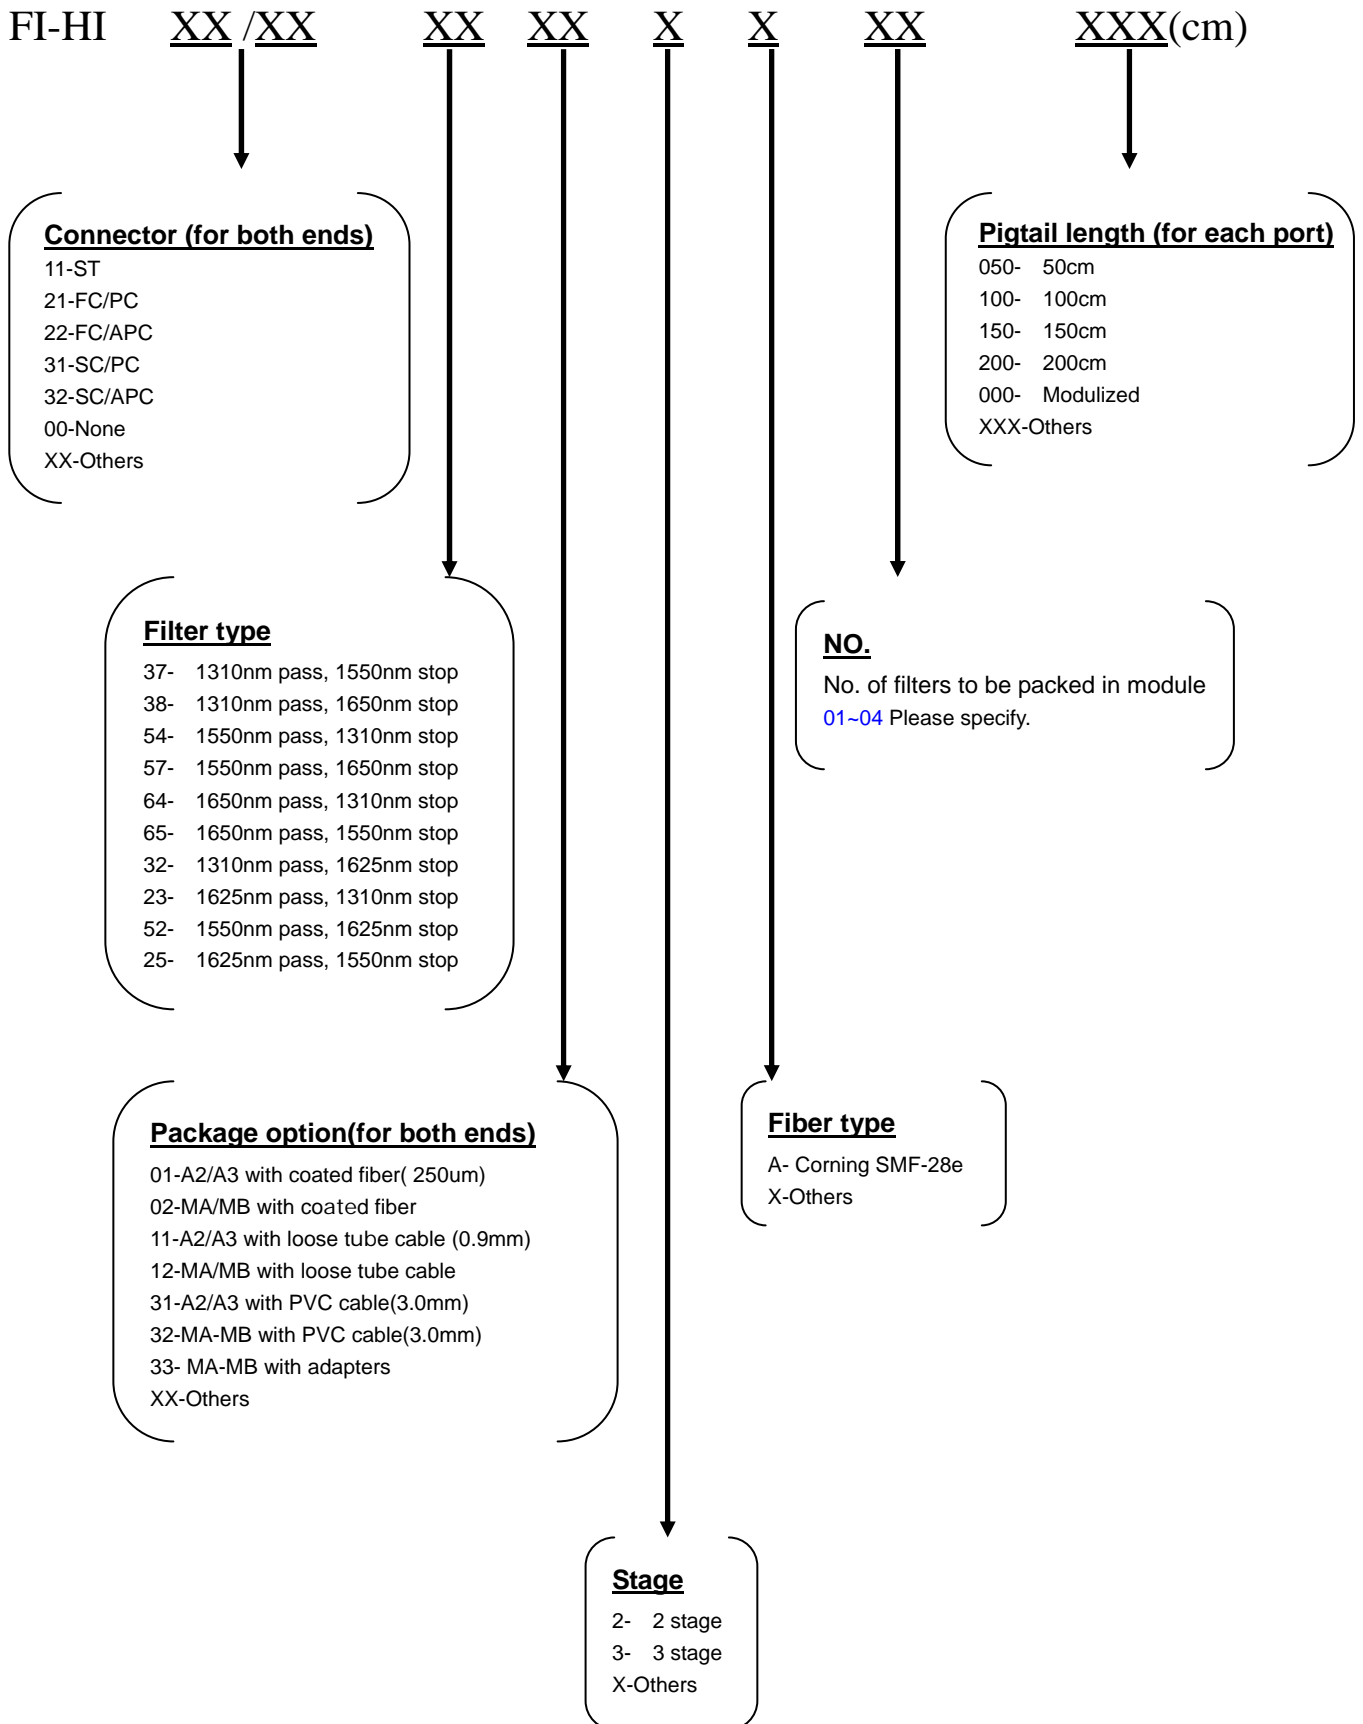 FI-HI XX /XX XX XX X X XX XXX(cm)
Connector (for both ends)
11-ST
21-FC/PC
22-FC/APC
31-SC/PC
32-SC/APC
00-None
XX-Others
Pigtail length (for each port)
050- 50cm
100- 100cm
150- 150cm
200- 200cm
000- Modulized
XXX-Others
Filter type
37- 1310nm pass, 1550nm stop
38- 1310nm pass, 1650nm stop
54- 1550nm pass, 1310nm stop
57- 1550nm pass, 1650nm stop
64- 1650nm pass, 1310nm stop
65- 1650nm pass, 1550nm stop
32- 1310nm pass, 1625nm stop
23- 1625nm pass, 1310nm stop
52- 1550nm pass, 1625nm stop
25- 1625nm pass, 1550nm stop
NO.
No. of filters to be packed in module
01~04 Please specify.
Package option(for both ends)
01-A2/A3 with coated fiber( 250um)
02-MA/MB with coated fiber
11-A2/A3 with loose tube cable (0.9mm)
12-MA/MB with loose tube cable
31-A2/A3 with PVC cable(3.0mm)
32-MA-MB with PVC cable(3.0mm)
33- MA-MB with adapters
XX-Others
Fiber type
A- Corning SMF-28e
X-Others
Stage
2- 2 stage
3- 3 stage
X-Others